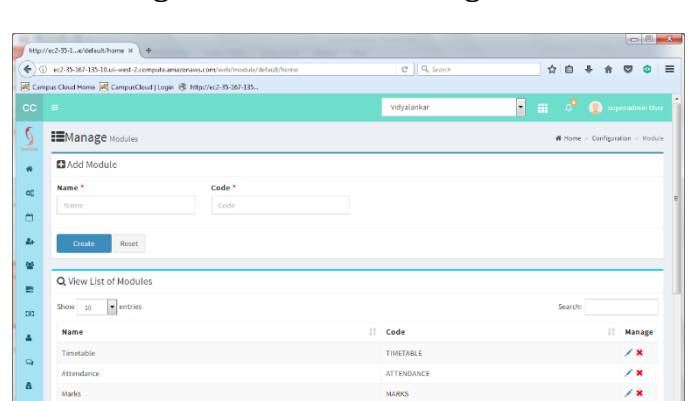 http://ec2-35-1...e/default/home
ec2-35-167-135-10.us-west-2.compute.amazonaws.com/web/module/default/home
Search
Campus Cloud Home CampusCloud | Login http://ec2-35-167-135...
CC Vidyalankar superadmin User
Manage Modules Home > Configuration > Module
Add Module
Name * Code *
Name Code
Create Reset
View List of Modules
Show 10 entries Search:
Name Code Manage
Timetable TIMETABLE
Attendance ATTENDANCE
Marks MARKS